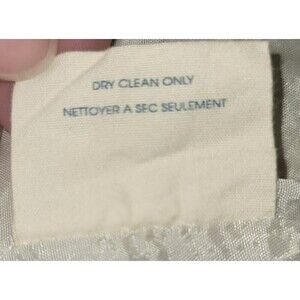 DRY CLEAN ONLY
NETTOYER A SEC SEULEMENT